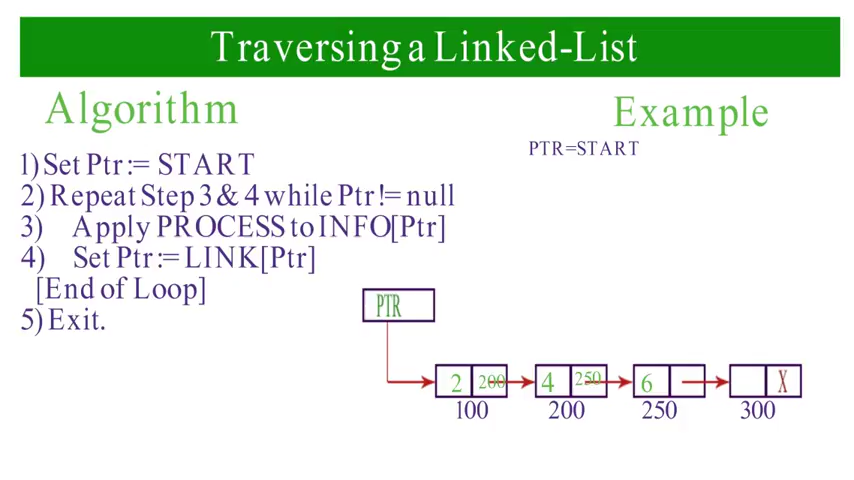 Traversing a Linked-List
Algorithm
Example
PTR=START
1) Set Ptr := START
2) Repeat Step 3 & 4 while Ptr != null
3) Apply PROCESS to INFO[Ptr]
4) Set Ptr := LINK[Ptr]
[End of Loop]
5) Exit.
PTR
2 200 4 250 6 X
100 200 250 300